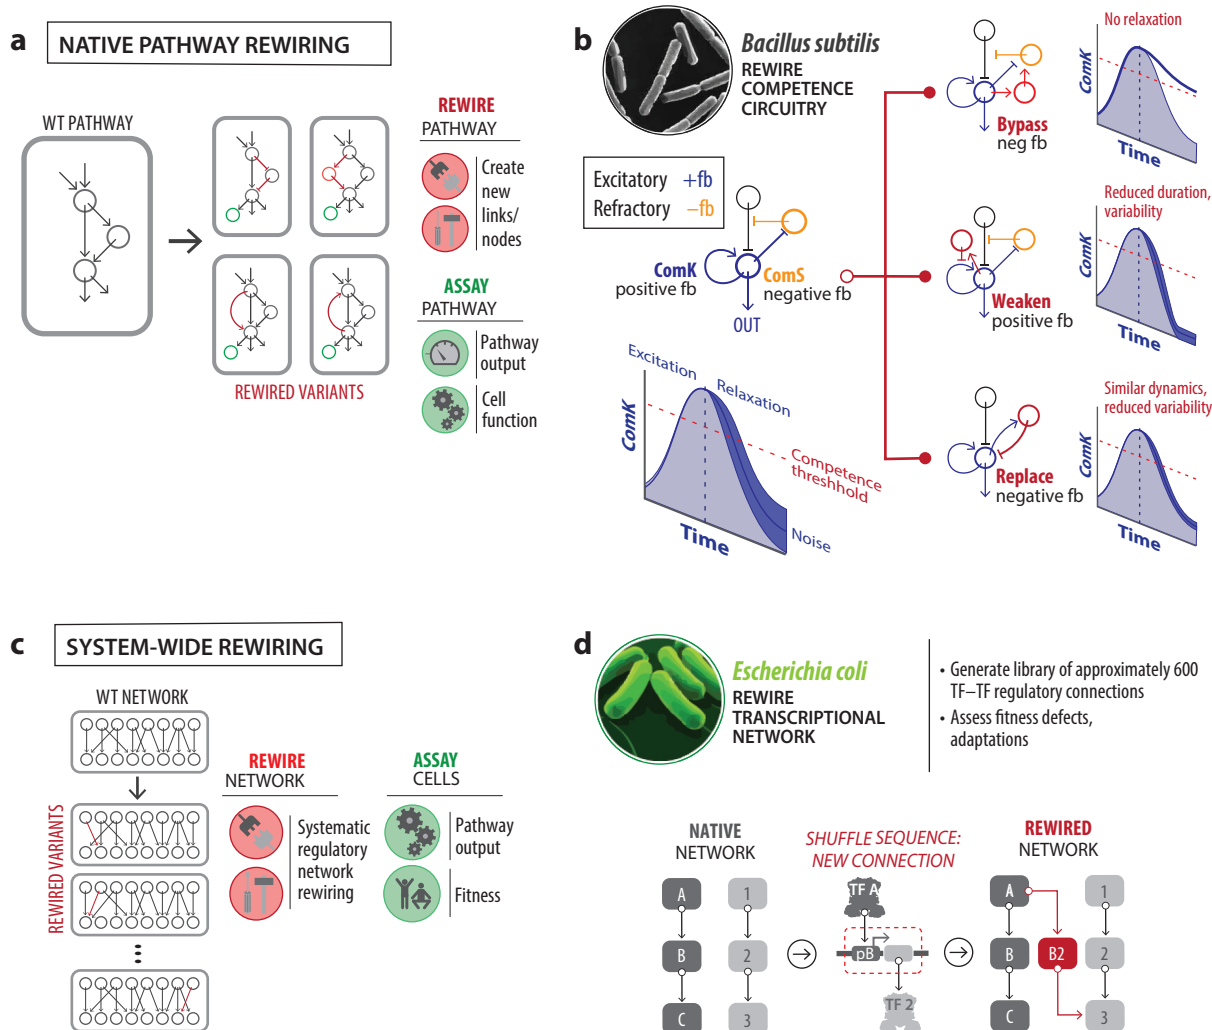 a
NATIVE PATHWAY REWIRING
WT PATHWAY
REWIRED VARIANTS
REWIRE
PATHWAY
Create
new
links/
nodes
ASSAY
PATHWAY
Pathway
output
Cell
function
b
Bacillus subtilis
REWIRE
COMPETENCE
CIRCUITRY
Excitatory +fb
Refractory –fb
ComK
positive fb
ComS
negative fb
OUT
Excitation
Relaxation
ComK
Competence
threshhold
Noise
Time
Bypass
neg fb
No relaxation
ComK
Time
Weaken
positive fb
Reduced duration,
variability
ComK
Time
Replace
negative fb
Similar dynamics,
reduced variability
ComK
Time
c
SYSTEM-WIDE REWIRING
WT NETWORK
REWIRED VARIANTS
REWIRE
NETWORK
Systematic
regulatory
network
rewiring
ASSAY
CELLS
Pathway
output
Fitness
d
Escherichia coli
REWIRE
TRANSCRIPTIONAL
NETWORK
• Generate library of approximately 600
TF–TF regulatory connections
• Assess fitness defects,
adaptations
NATIVE
NETWORK
A 1
B 2
C 3
SHUFFLE SEQUENCE:
NEW CONNECTION
TF A
pB
TF 2
REWIRED
NETWORK
A 1
B B2 2
C 3